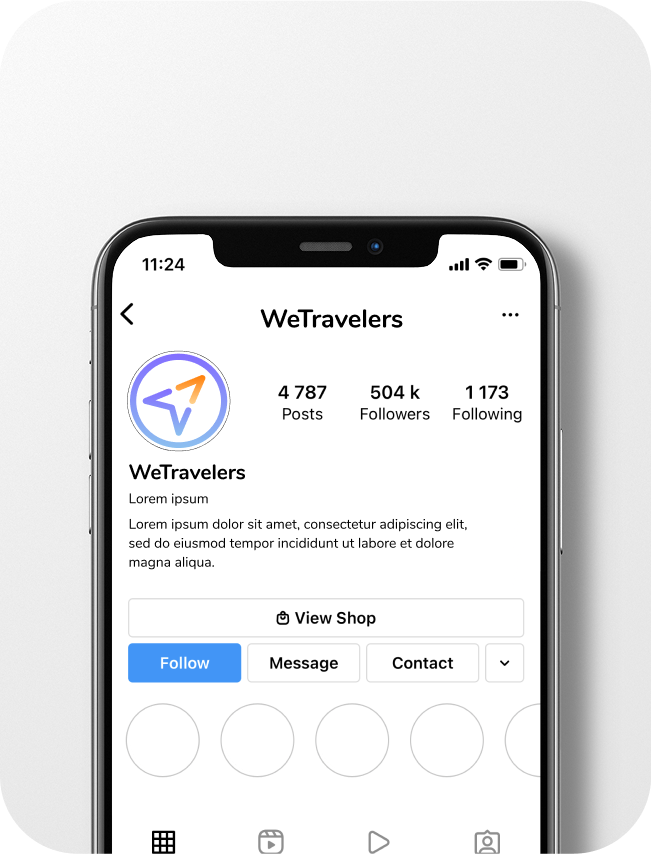 11:24
WeTravelers
4 787 504 k 1 173
Posts Followers Following
WeTravelers
Lorem ipsum
Lorem ipsum dolor sit amet, consectetur adipiscing elit,
sed do eiusmod tempor incididunt ut labore et dolore
magna aliqua.
View Shop
Follow Message Contact